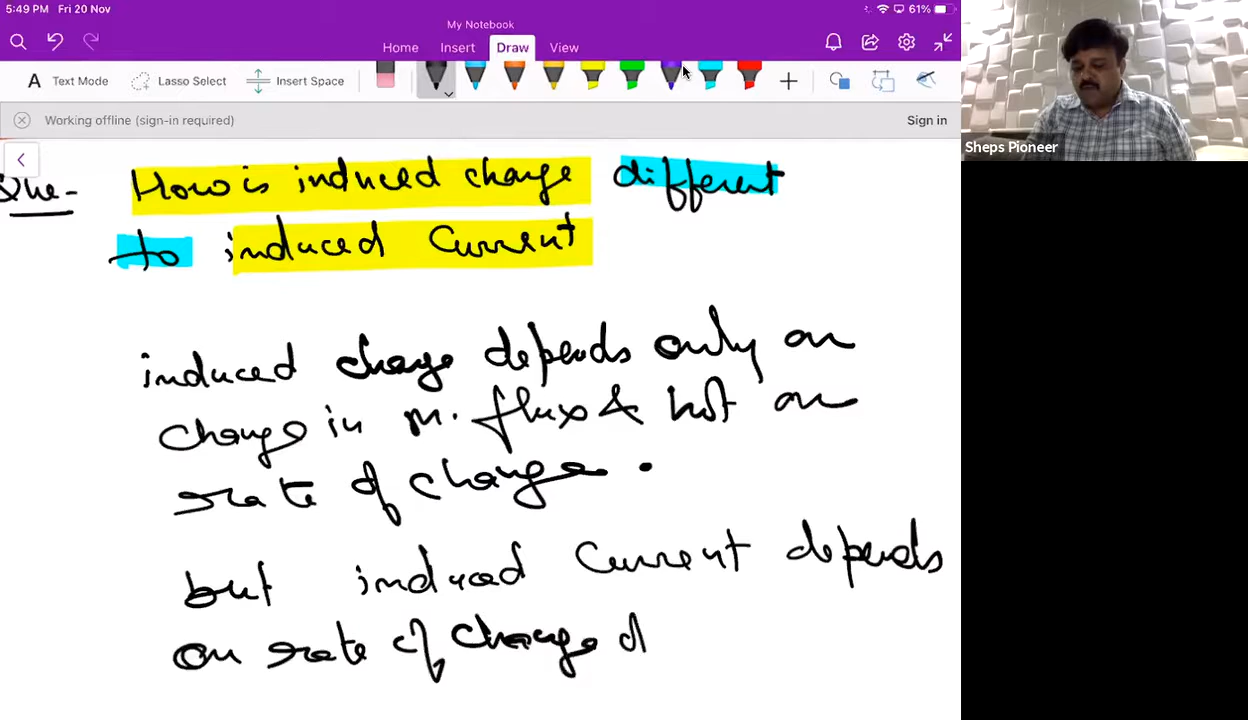 5:49 PM Fri 20 Nov
61%
My Notebook
Home Insert Draw View
A Text Mode Lasso Select Insert Space
Working offline (sign-in required) Sign in
Sheps Pioneer
Que- How is induced charge different
to induced Current
induced charge depends only on
change in m. flux & not on
rate of change.
but induced Current depends
on rate of change of